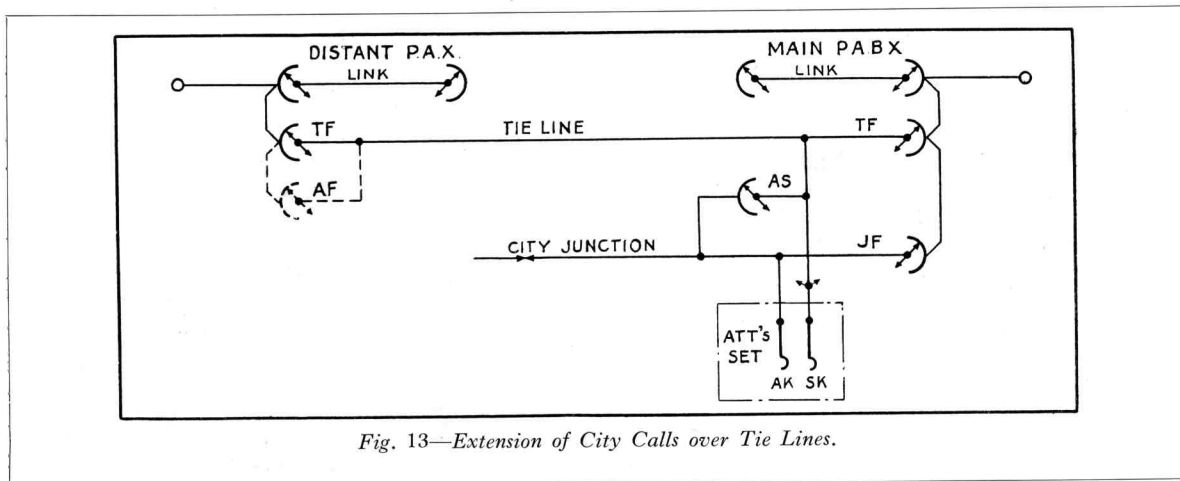 DISTANT P.A.X.
MAIN P.A.B X
LINK
LINK
TF
TIE LINE
TF
AF
AS
CITY JUNCTION
JF
ATT's
SET
AK SK
Fig. 13—Extension of City Calls over Tie Lines.